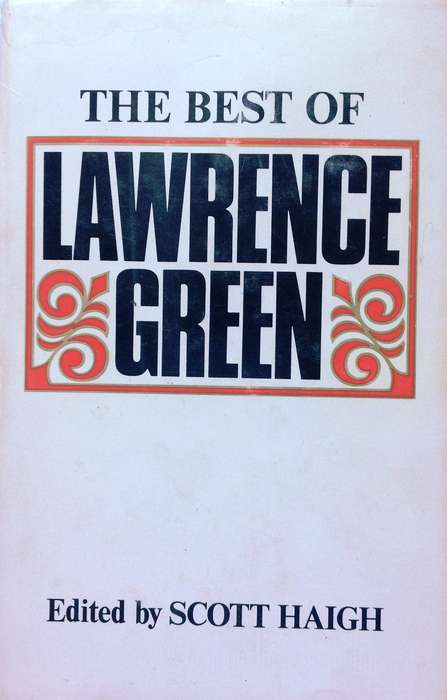 THE BEST OF
LAWRENCE
GREEN
Edited by SCOTT HAIGH